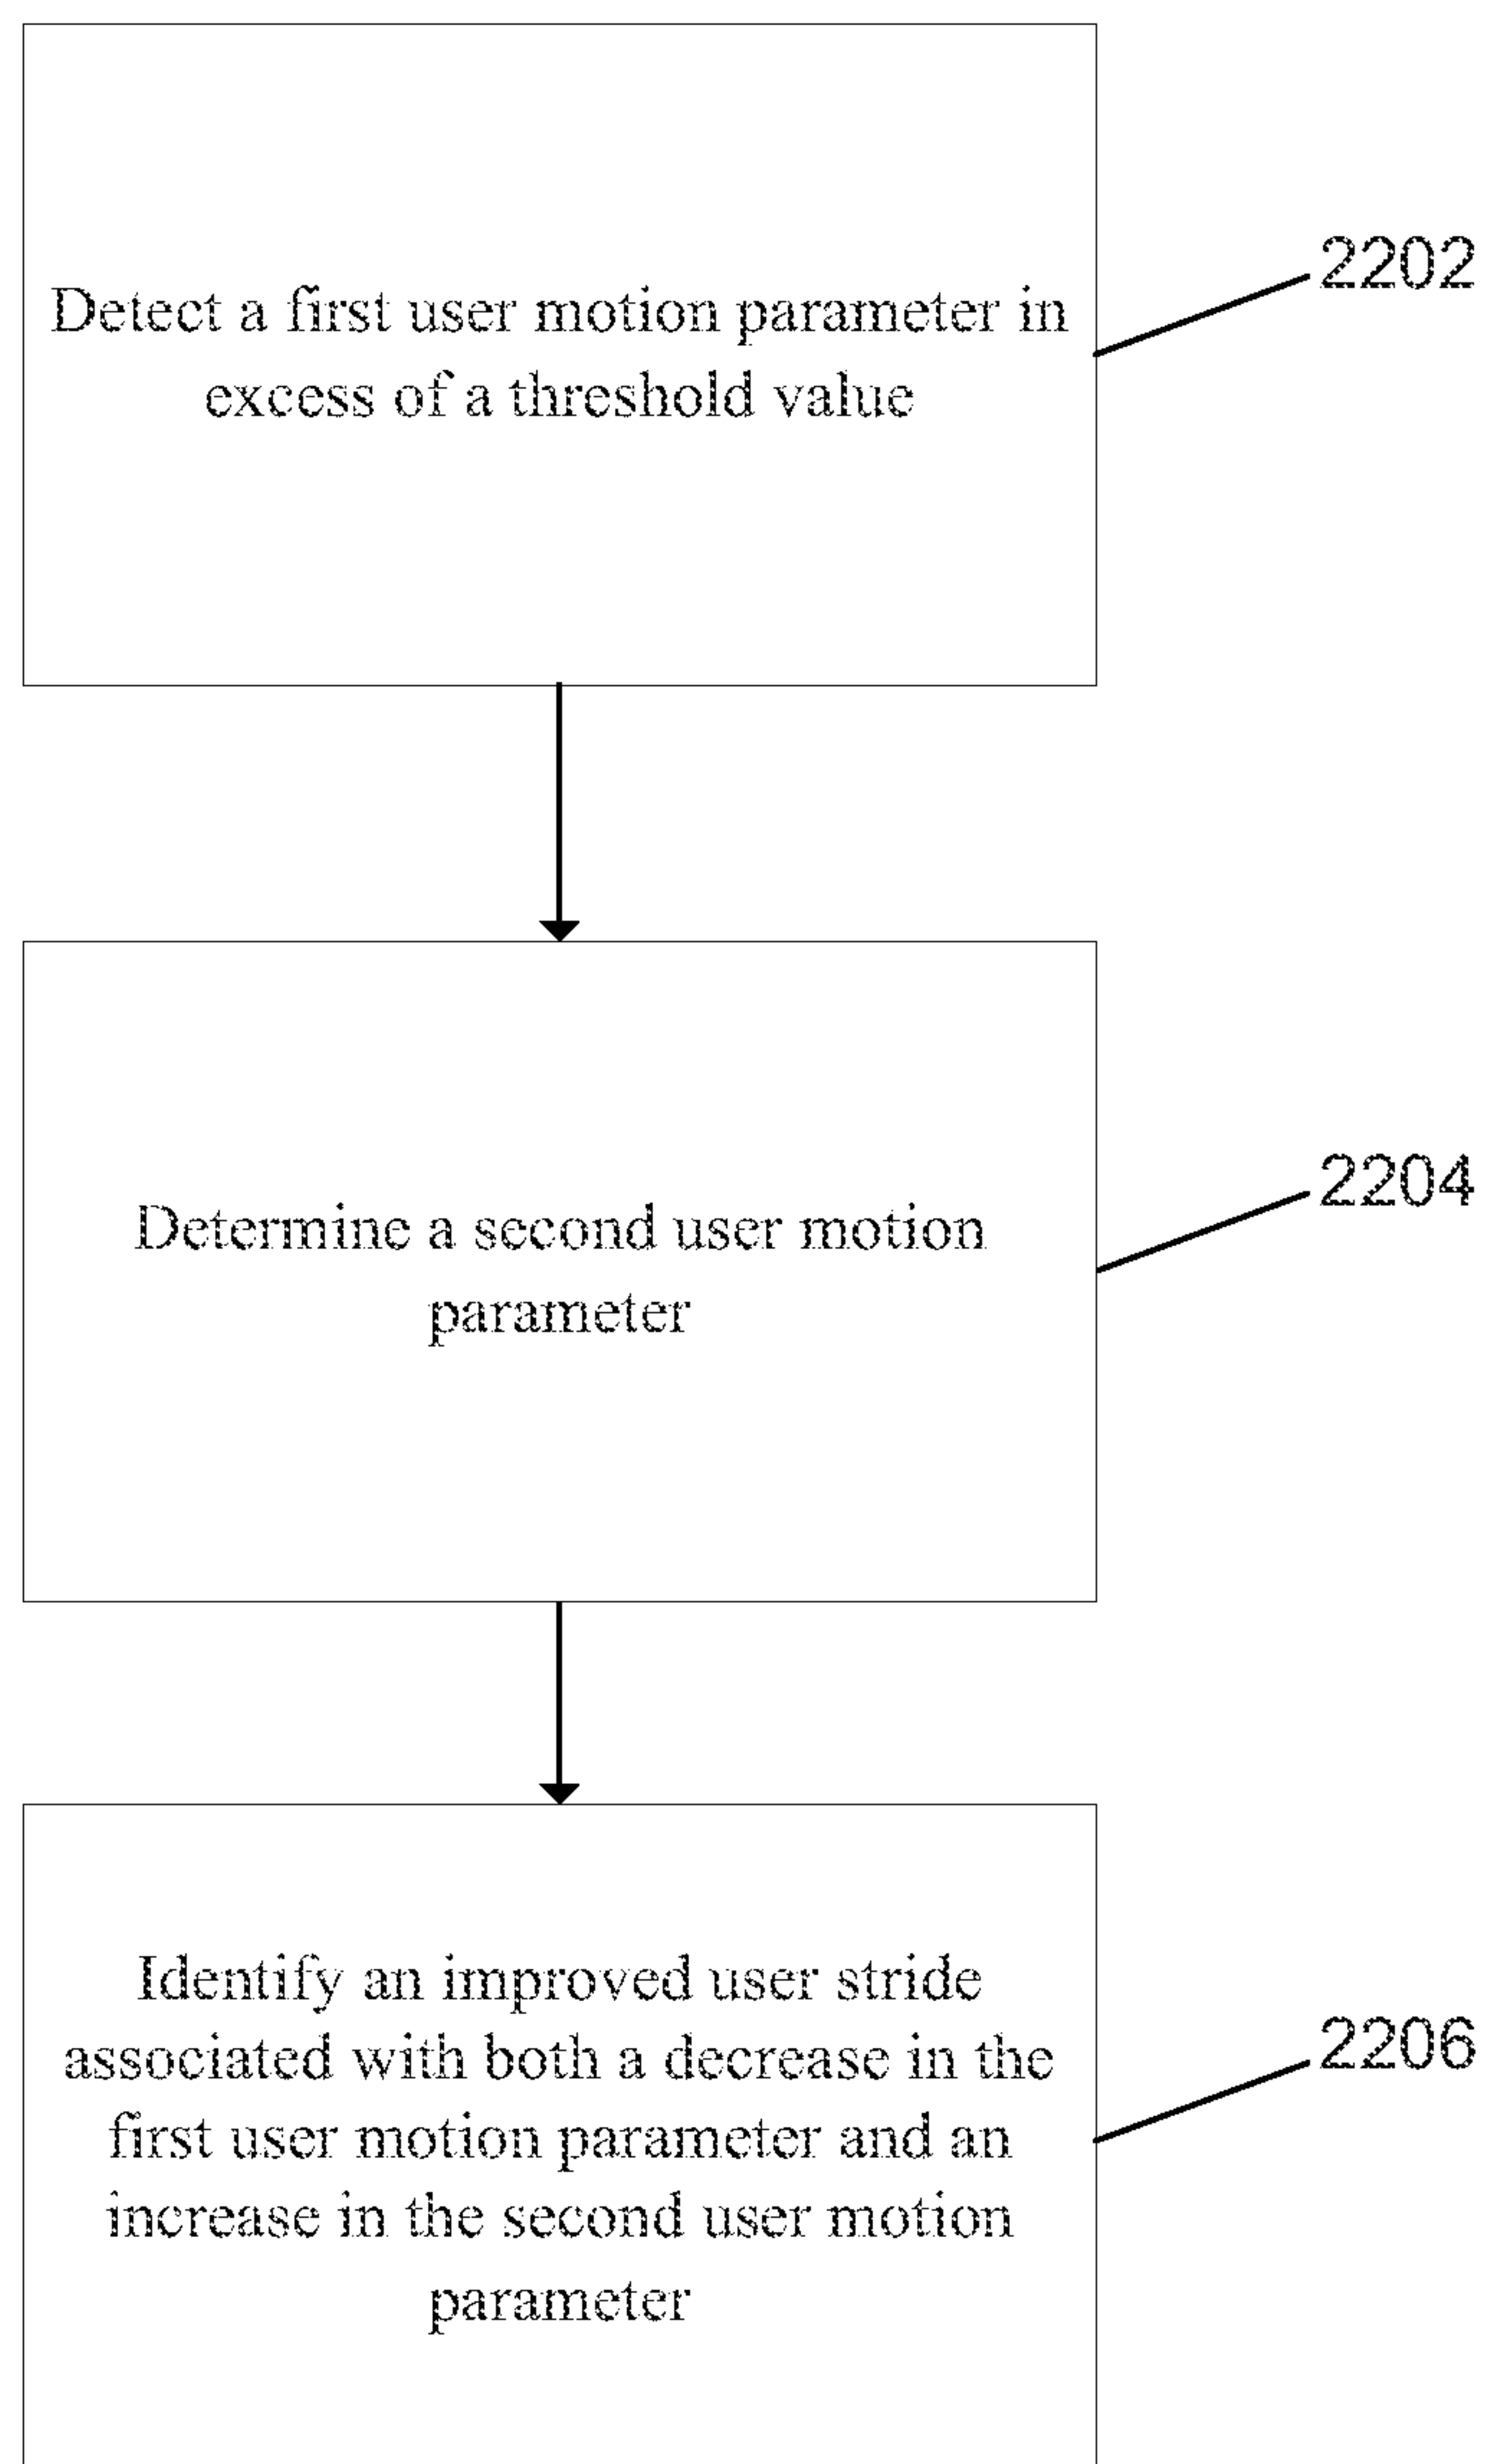 Detect a first user motion parameter in
excess of a threshold value
2202
Determine a second user motion
parameter
2204
Identify an improved user stride
associated with both a decrease in the
first user motion parameter and an
increase in the second user motion
parameter
2206